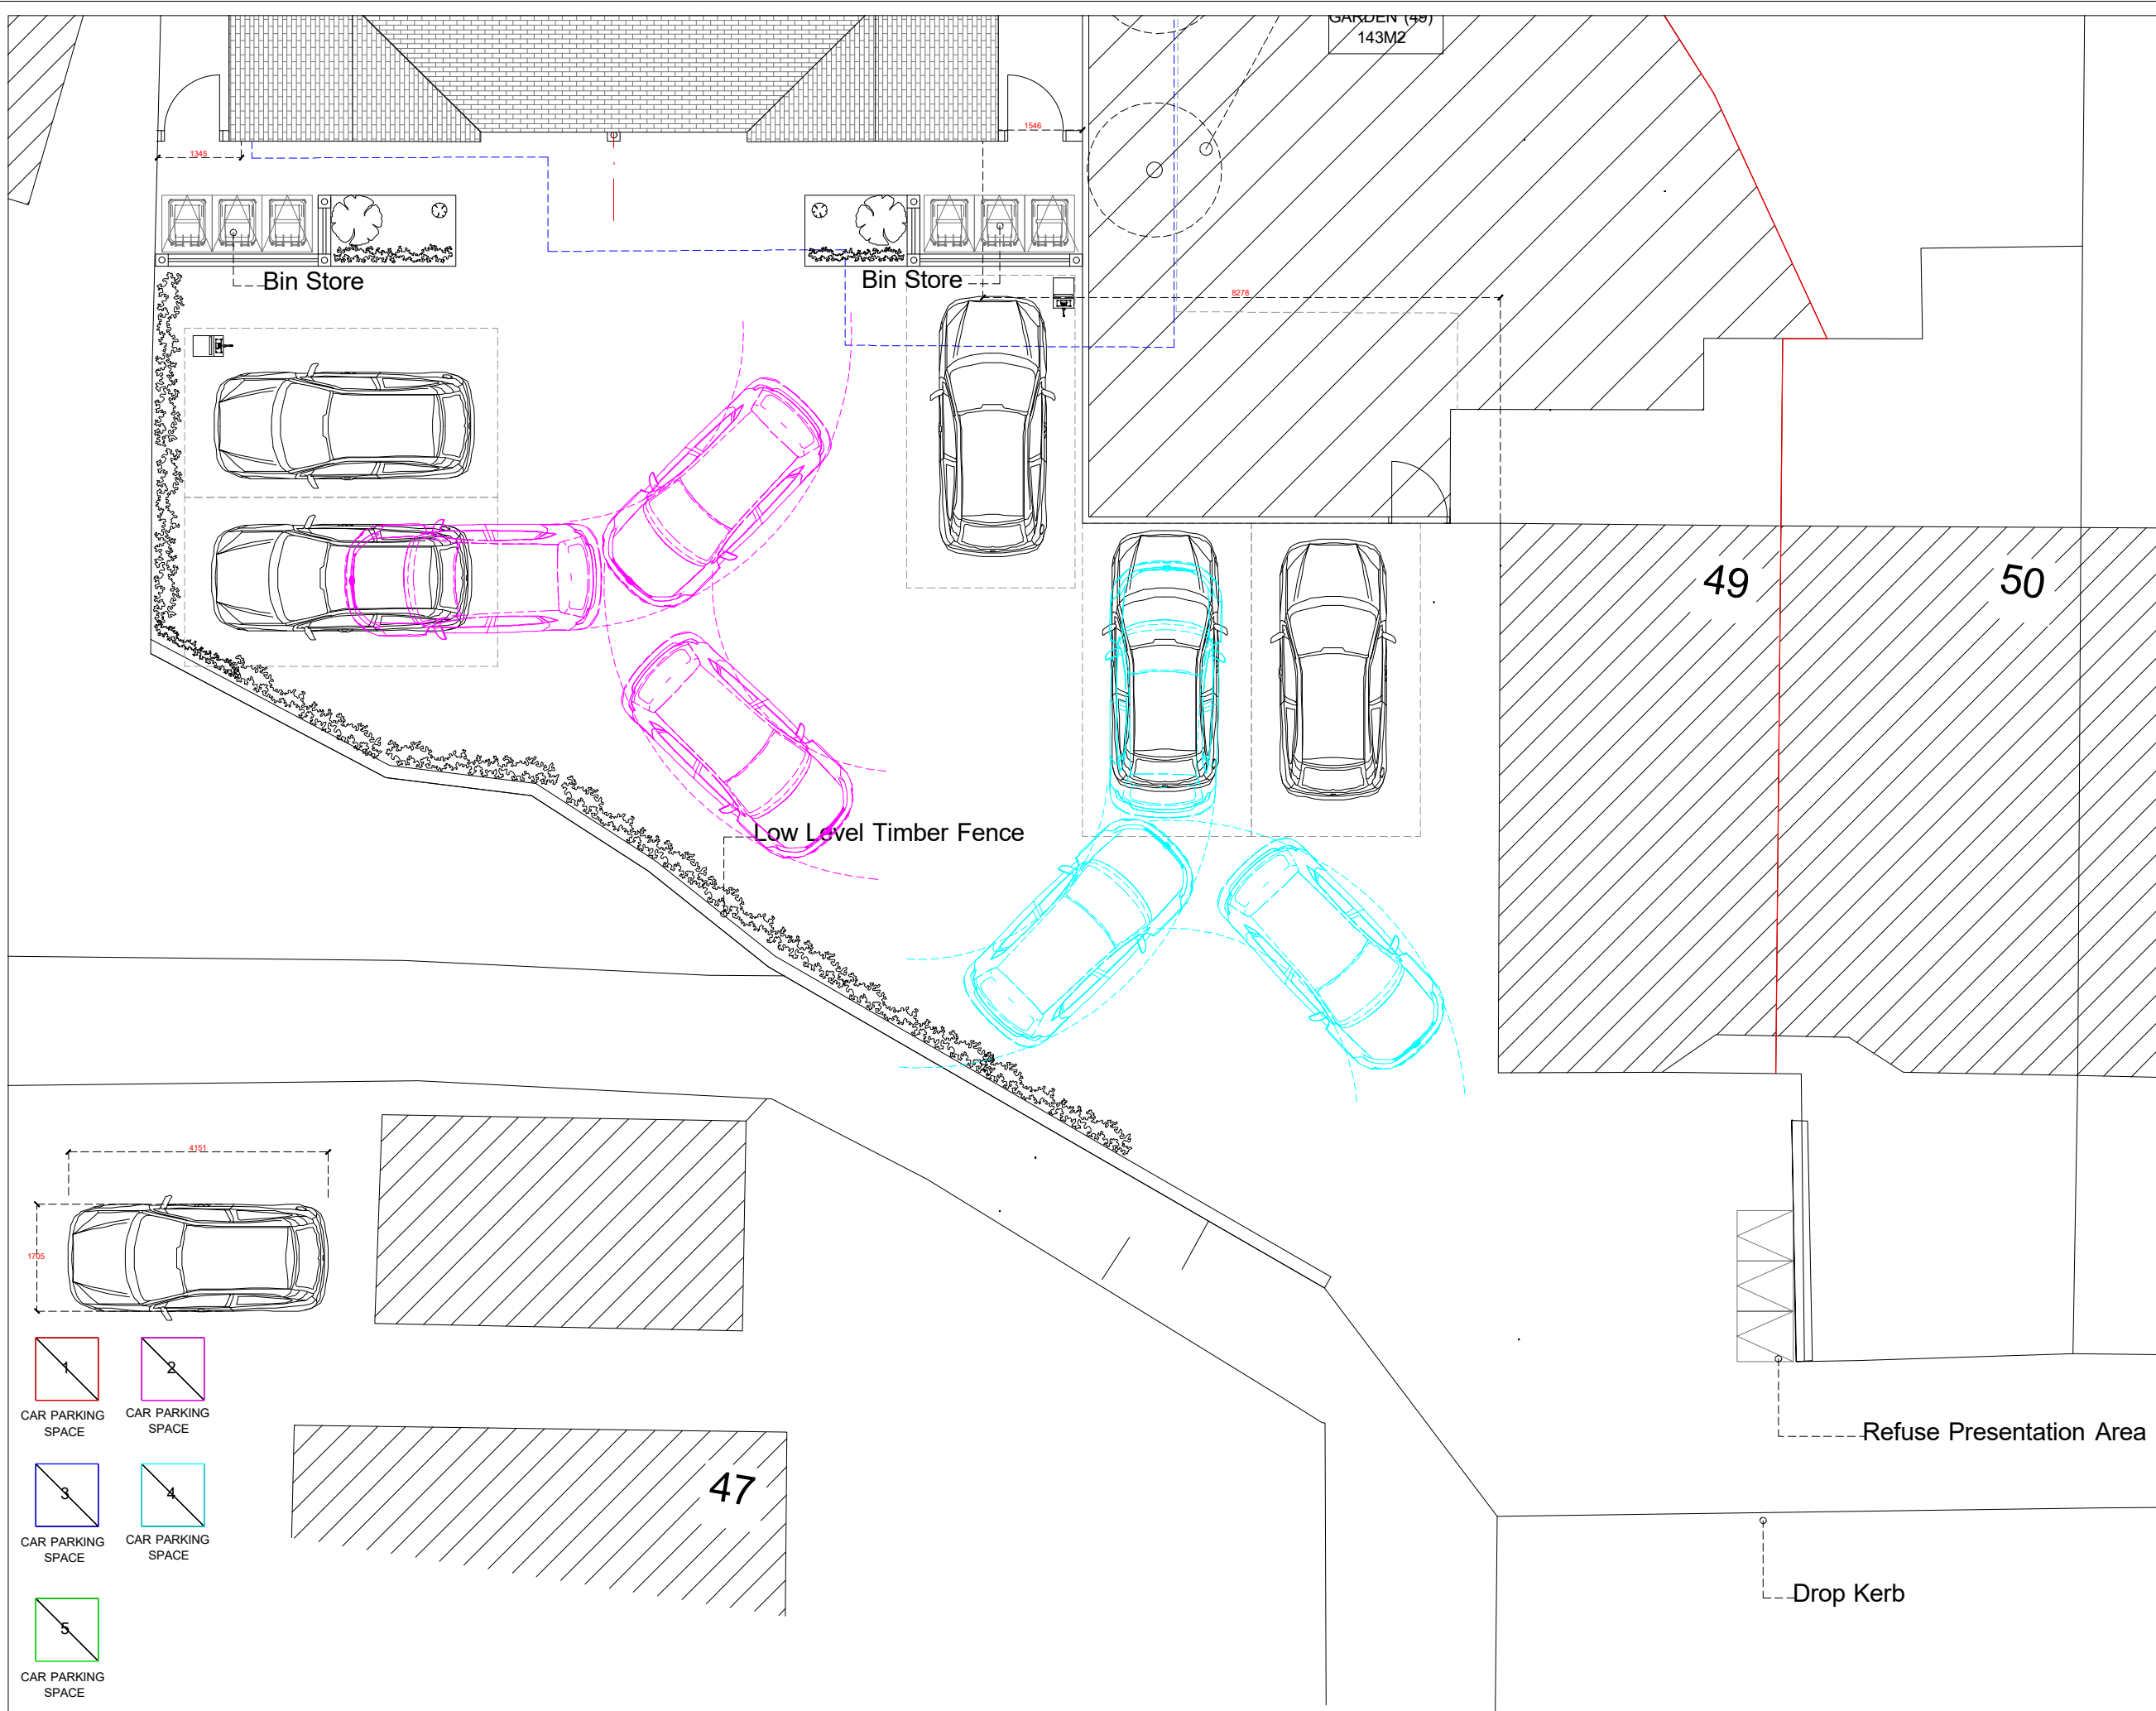 GARDEN (49)
143M2
1546
1345
Bin Store
Bin Store
8278
49
50
Low Level Timber Fence
4151
1705
1
2
CAR PARKING
SPACE
CAR PARKING
SPACE
3
4
CAR PARKING
SPACE
CAR PARKING
SPACE
5
CAR PARKING
SPACE
47
Refuse Presentation Area
Drop Kerb